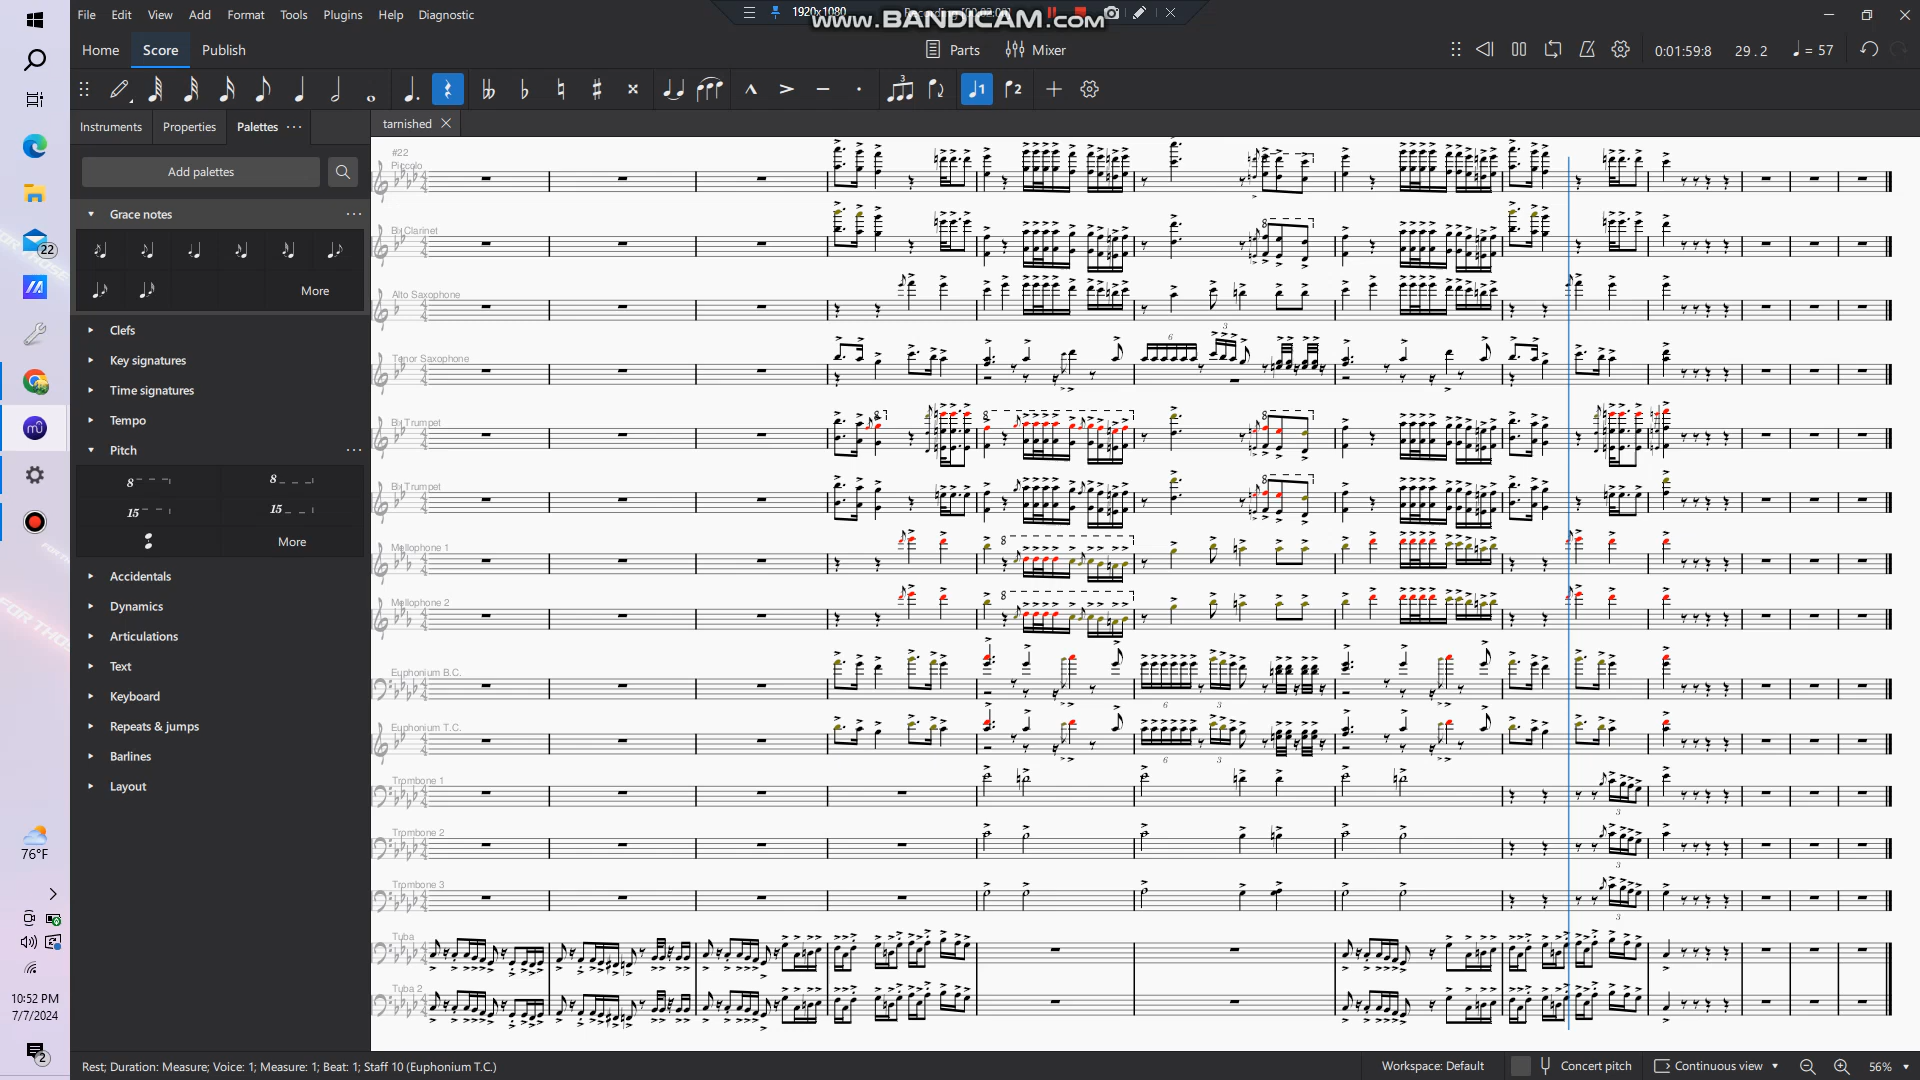 File Edit View Add Format Tools Plugins Help Diagnostic
1920x1080
www.BANDICAM.com
Home Score Publish
Parts Mixer
0:01:59:8 29 . 2 = 57
Instruments Properties Palettes
tarnished
Add palettes
Grace notes
More
Clefs
Key signatures
Time signatures
Tempo
Pitch
8 8
15 15
More
Accidentals
Dynamics
Articulations
Text
Keyboard
Repeats & jumps
Barlines
Layout
#22
Piccolo
B♭ Clarinet
Alto Saxophone
Tenor Saxophone
B♭ Trumpet
B♭ Trumpet
Mellophone 1
Mellophone 2
Euphonium B.C.
Euphonium T.C.
Trombone 1
Trombone 2
Trombone 3
Tuba
Tuba 2
22
76°F
10:52 PM
7/7/2024
2
Rest; Duration: Measure; Voice: 1; Measure: 1; Beat: 1; Staff 10 (Euphonium T.C.)
Workspace: Default Concert pitch Continuous view 56%